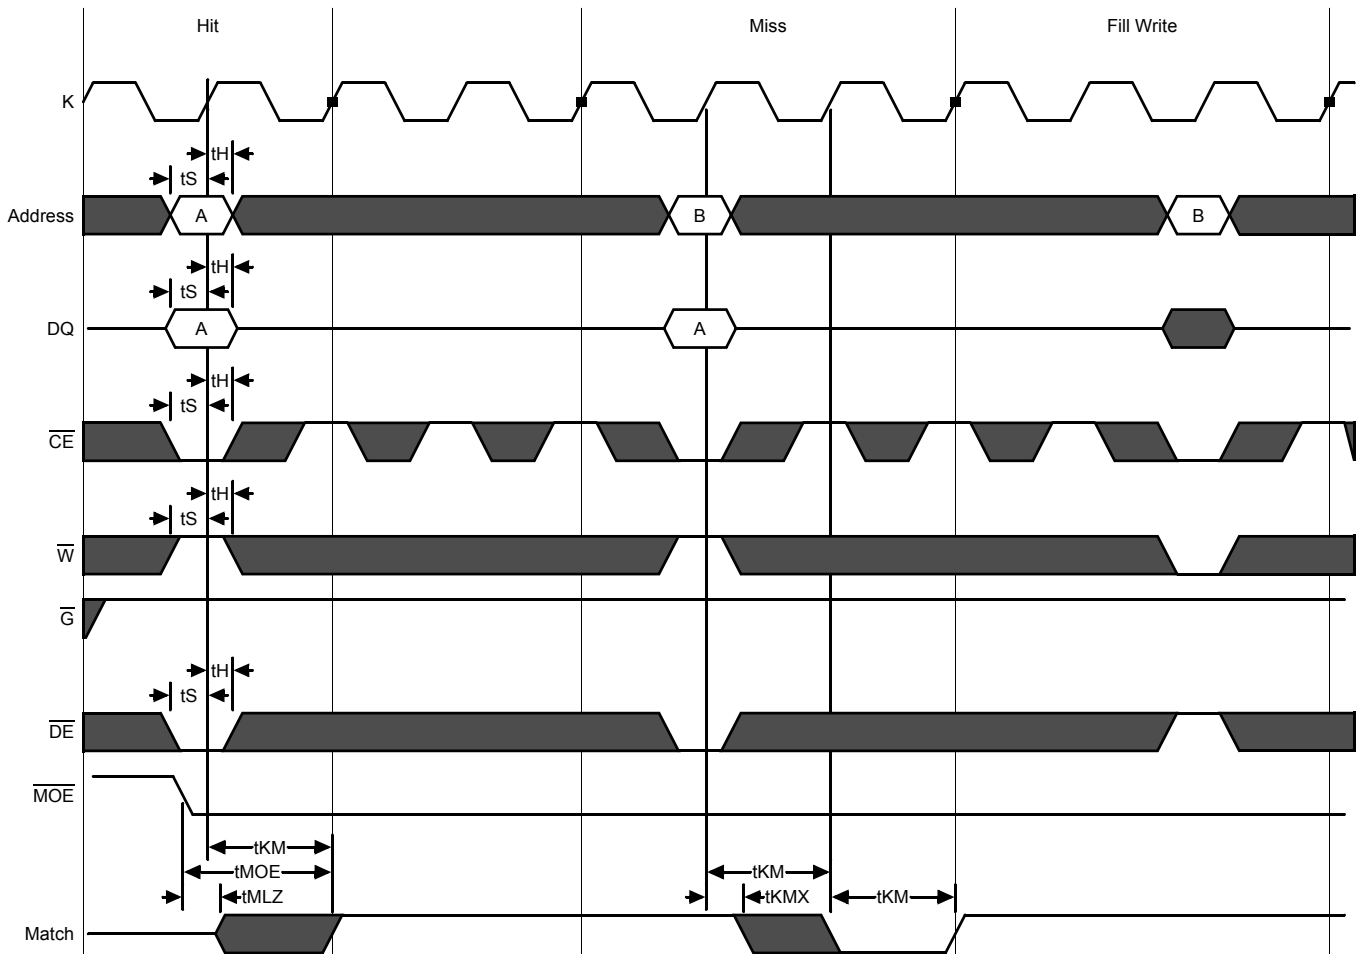 Hit Miss Fill Write
K
tH
tS
Address A B B
tH
tS
DQ A A
tH
tS
CE
tH
tS
W
G
tH
tS
DE
MOE
tKM
tMOE tKM
tMLZ tKMX tKM
Match